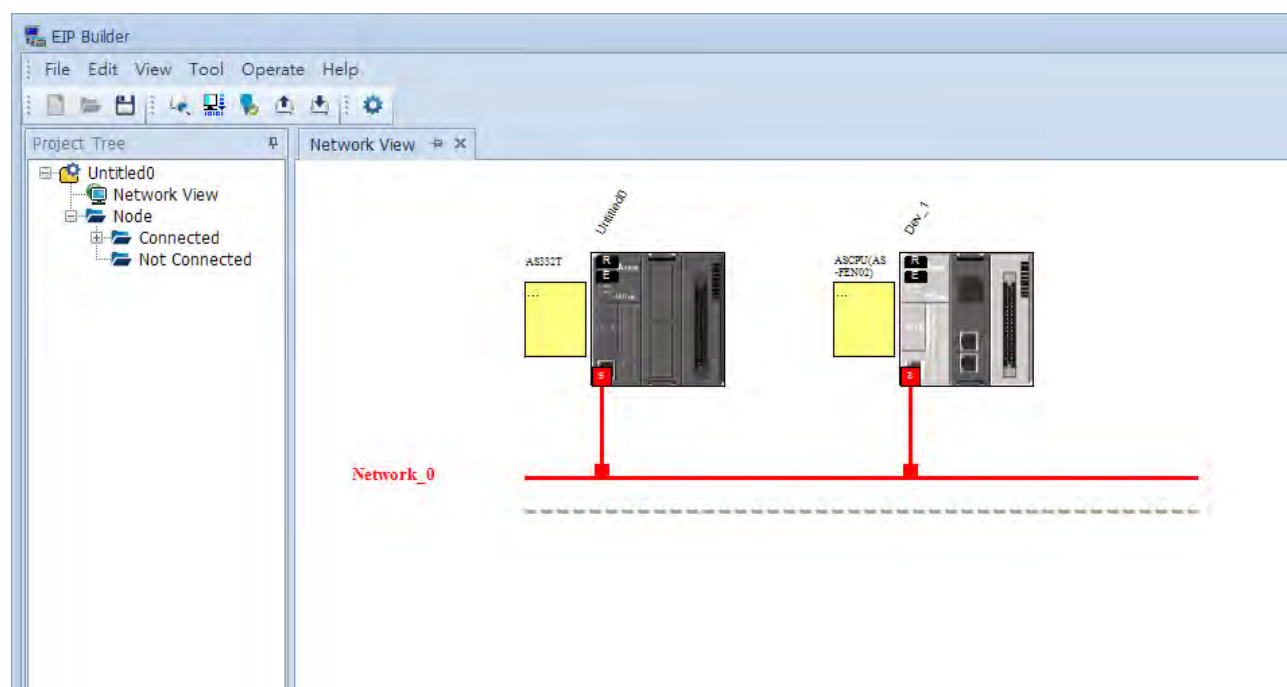 EIP Builder
File Edit View Tool Operate Help
Project Tree
Network View
Untitled0
Network View
Node
Connected
Not Connected
Untitled0
Dev_1
AS332T
...
R
E
5
ASCPU(AS
-FEN02)
...
R
E
Network_0